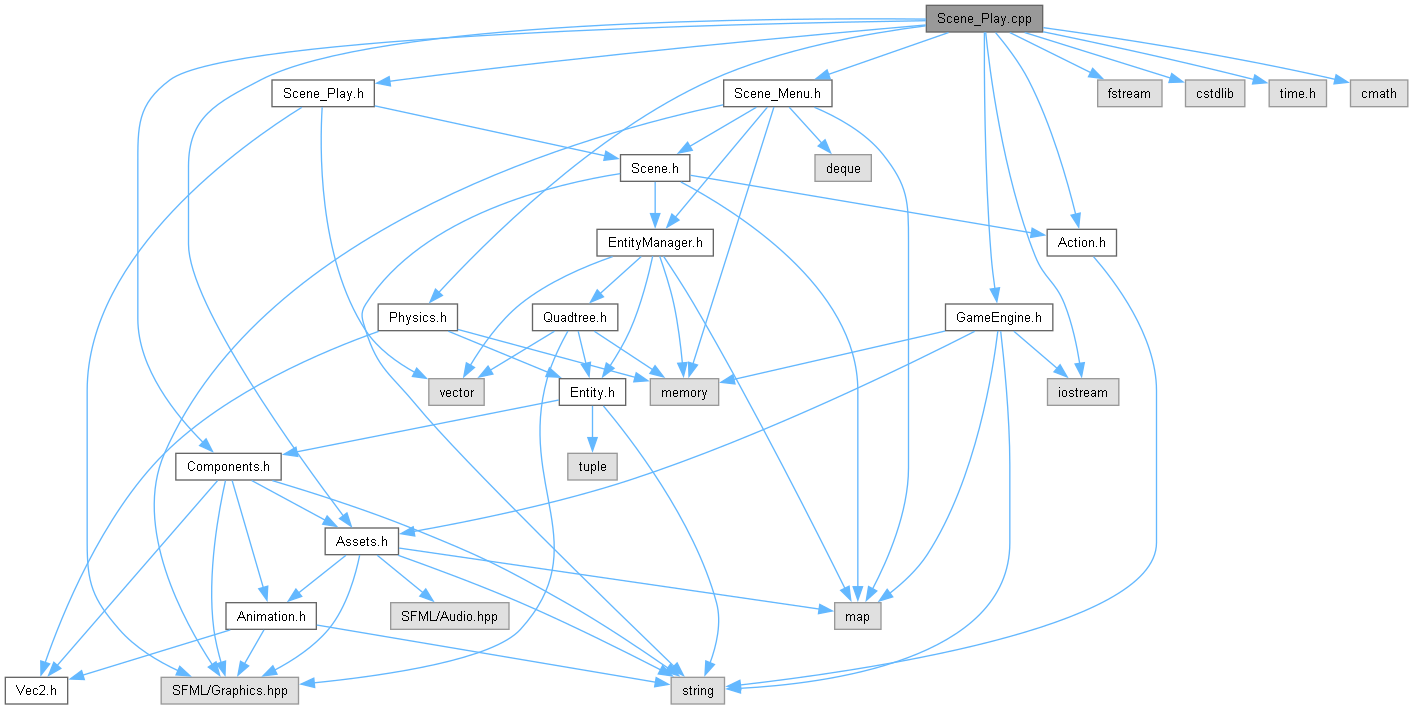 Scene_Play.cpp
Scene_Play.h
Scene_Menu.h
fstream
cstdlib
time.h
cmath
Scene.h
deque
EntityManager.h
Action.h
Physics.h
Quadtree.h
GameEngine.h
vector
Entity.h
memory
iostream
Components.h
tuple
Assets.h
Animation.h
SFML/Audio.hpp
map
Vec2.h
SFML/Graphics.hpp
string